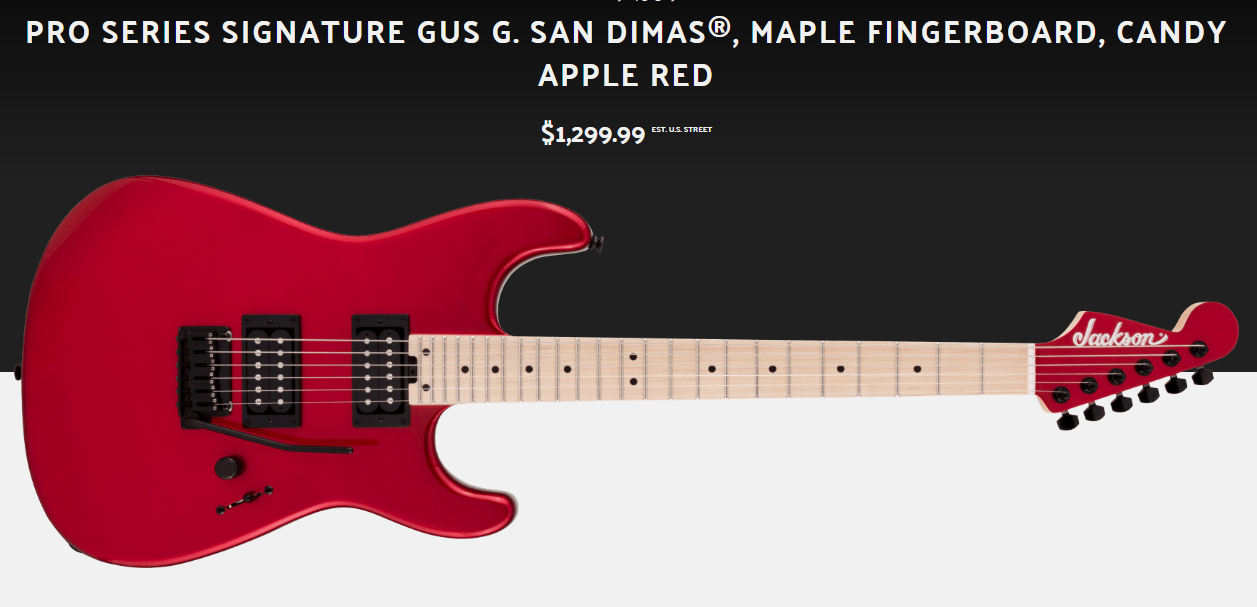 PRO SERIES SIGNATURE GUS G. SAN DIMAS®, MAPLE FINGERBOARD, CANDY
APPLE RED
$1,299.99 EST. U.S. STREET
Jackson